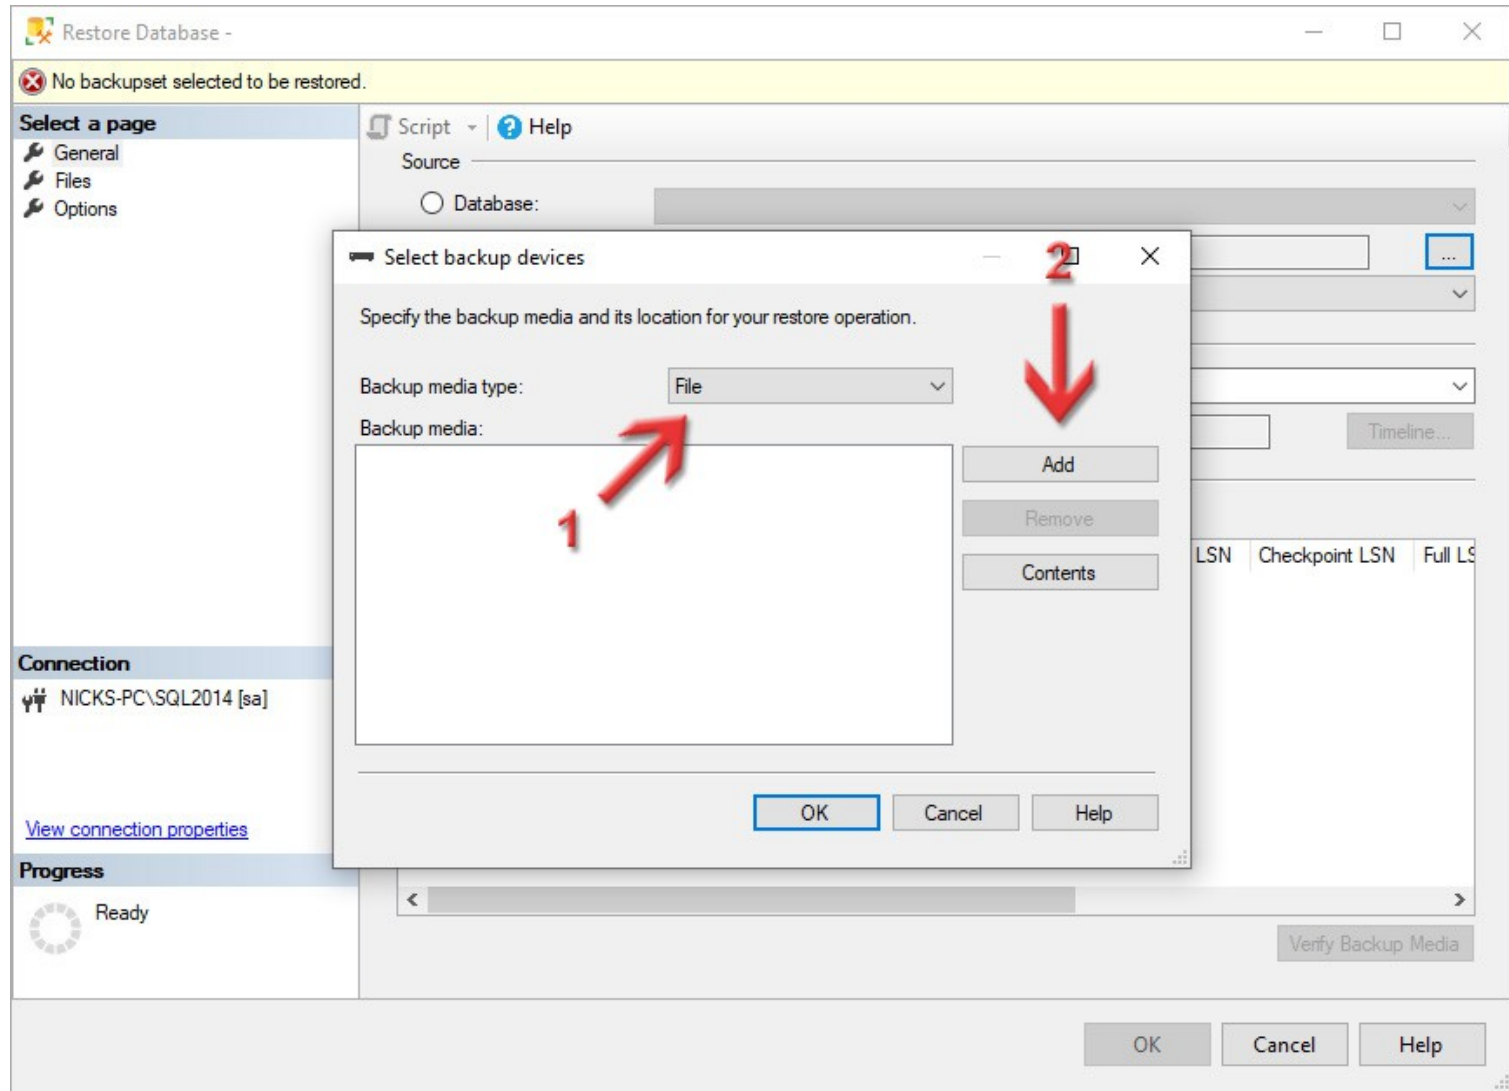 Restore Database -
No backupset selected to be restored.
Select a page
General
Files
Options
Script
Help
Source
Database:
...
Select backup devices
2
Specify the backup media and its location for your restore operation.
Backup media type:
File
Backup media:
1
Add
Remove
Contents
OK
Cancel
Help
Timeline...
LSN
Checkpoint LSN
Full LS
Connection
NICKS-PC\SQL2014 [sa]
View connection properties
Progress
Ready
Verify Backup Media
OK
Cancel
Help